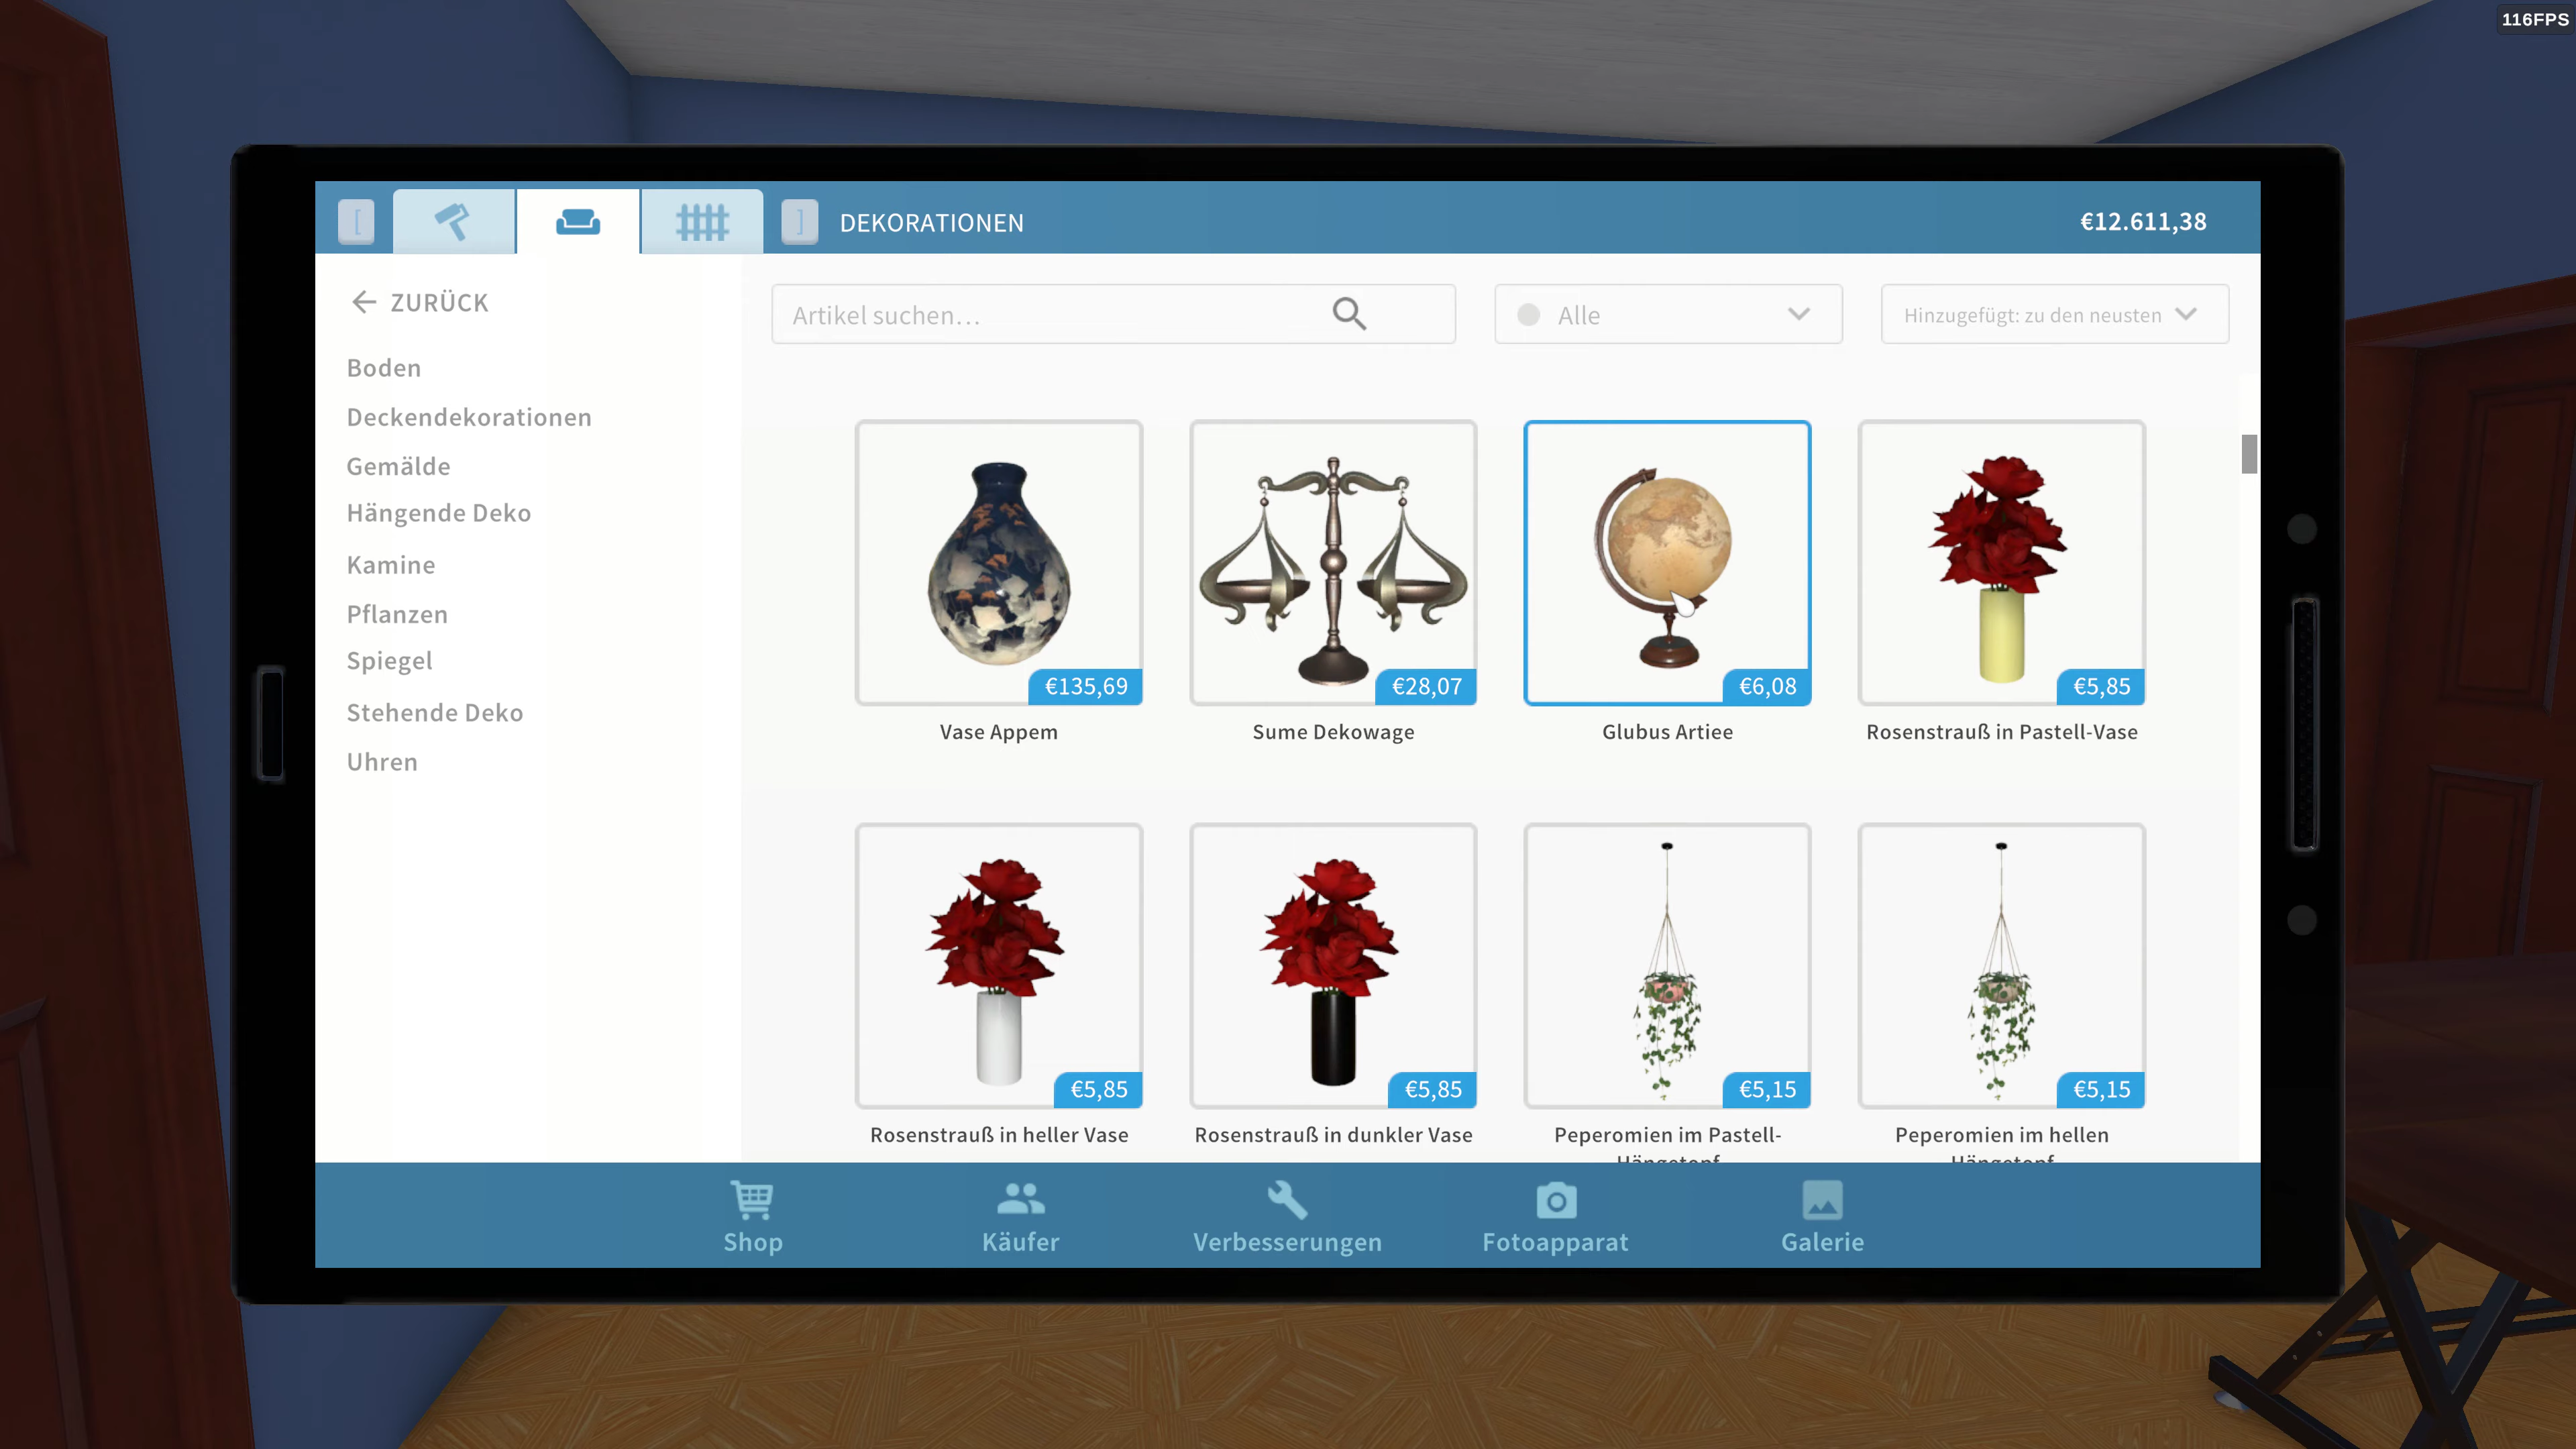 116FPS
[
]
DEKORATIONEN
€12.611,38
ZURÜCK
Boden
Deckendekorationen
Gemälde
Hängende Deko
Kamine
Pflanzen
Spiegel
Stehende Deko
Uhren
Artikel suchen...
Alle
Hinzugefügt: zu den neusten
€135,69
€28,07
€6,08
€5,85
Vase Appem
Sume Dekowage
Glubus Artiee
Rosenstrauß in Pastell-Vase
€5,85
€5,85
€5,15
€5,15
Rosenstrauß in heller Vase
Rosenstrauß in dunkler Vase
Peperomien im Pastell-
Hängetopf
Peperomien im hellen
Hängetopf
Shop
Käufer
Verbesserungen
Fotoapparat
Galerie